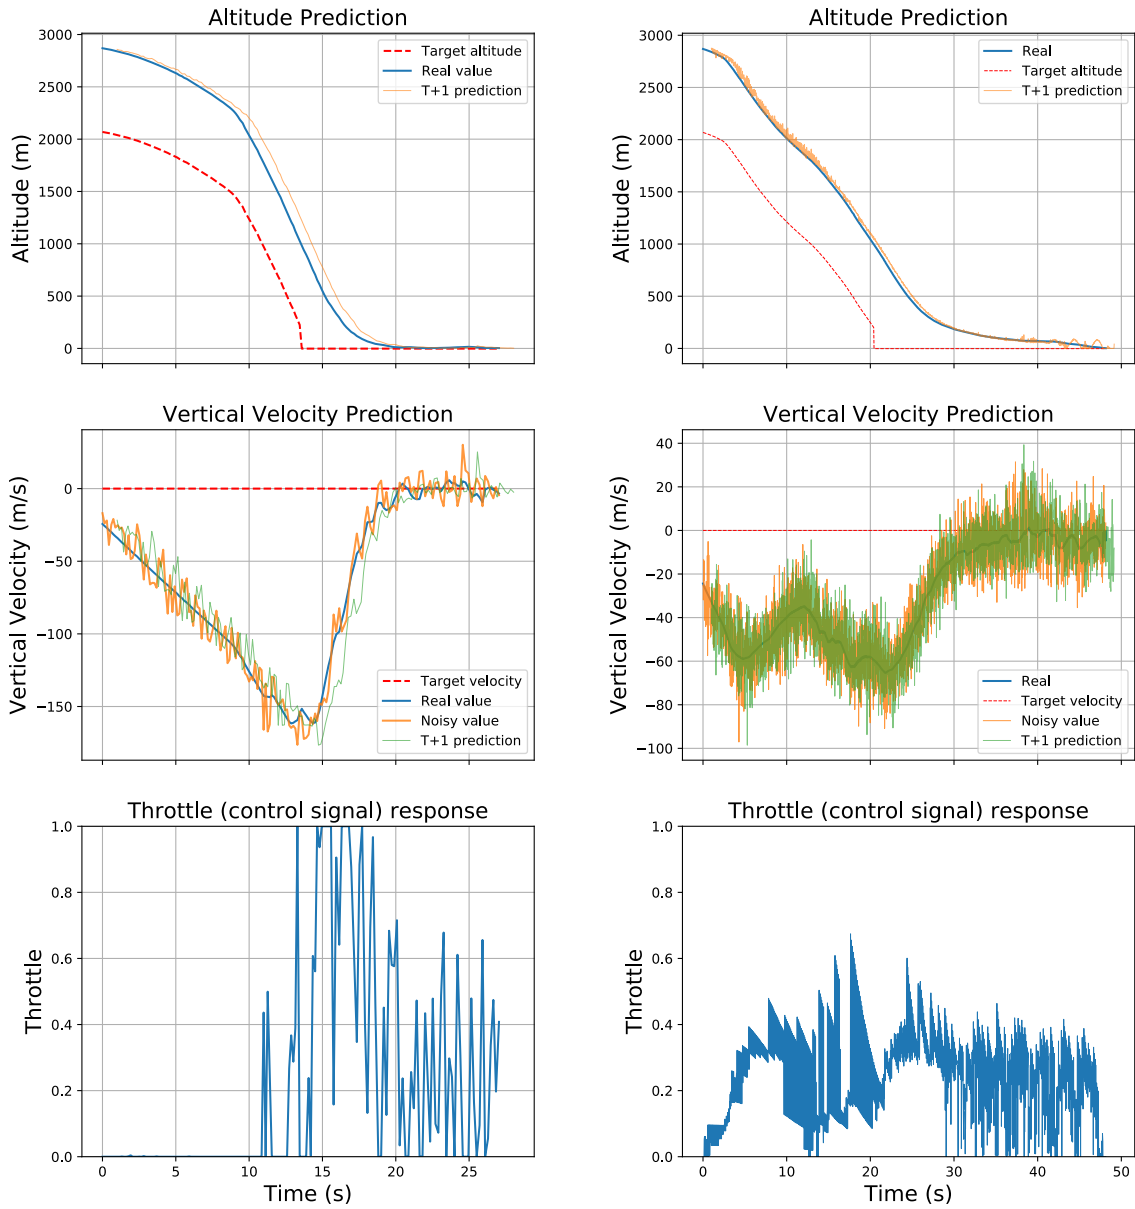 Altitude Prediction
Altitude (m)
3000
2500
2000
1500
1000
500
0
Target altitude
Real value
T+1 prediction
Altitude Prediction
Altitude (m)
3000
2500
2000
1500
1000
500
0
Real
Target altitude
T+1 prediction
Vertical Velocity Prediction
Vertical Velocity (m/s)
0
−50
−100
−150
Target velocity
Real value
Noisy value
T+1 prediction
Vertical Velocity Prediction
Vertical Velocity (m/s)
40
20
0
−20
−40
−60
−80
−100
Real
Target velocity
Noisy value
T+1 prediction
Throttle (control signal) response
Throttle
1.0
0.8
0.6
0.4
0.2
0.0
0 5 10 15 20 25
Time (s)
Throttle (control signal) response
Throttle
1.0
0.8
0.6
0.4
0.2
0.0
0 10 20 30 40 50
Time (s)